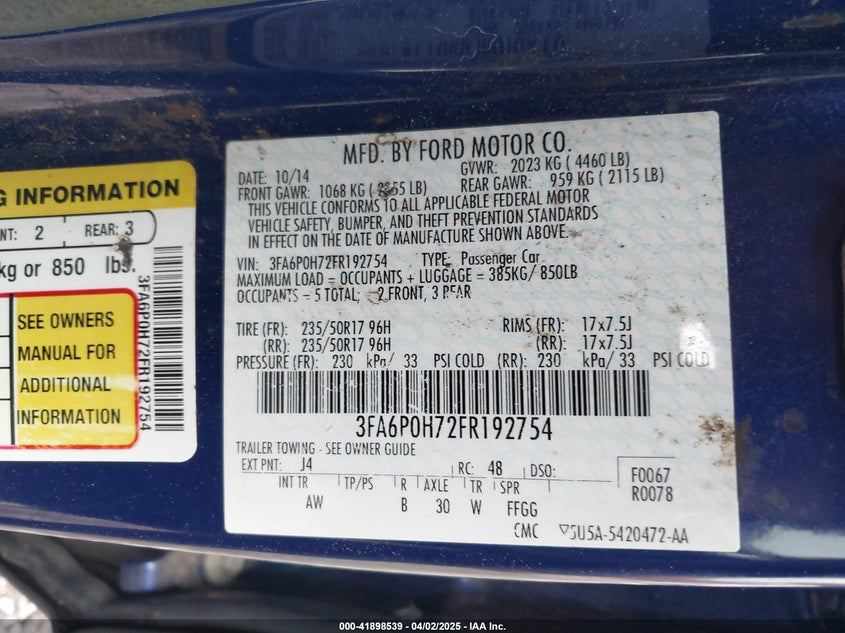 MFD. BY FORD MOTOR CO.
DATE: 10/14 GVWR: 2023 KG ( 4460 LB)
FRONT GAWR: 1068 KG ( LB) REAR GAWR: 959 KG ( 2115 LB)
THIS VEHICLE CONFORMS TO ALL APPLICABLE FEDERAL MOTOR
VEHICLE SAFETY, BUMPER, AND THEFT PREVENTION STANDARDS
IN EFFECT ON THE DATE OF MANUFACTURE SHOWN ABOVE.
VIN: 3FA6P0H72FR192754 TYPE: Passenger Car
MAXIMUM LOAD = OCCUPANTS + LUGGAGE = 385KG/ 850LB
OCCUPANTS = 5 TOTAL; 2 FRONT, 3 REAR
TIRE (FR): 235/50R17 96H RIMS (FR): 17x7.5J
(RR): 235/50R17 96H (RR): 17x7.5J
PRESSURE (FR): 230 kPa/ 33 PSI COLD (RR): 230 kPa/ 33 PSI COLD
3FA6P0H72FR192754
TRAILER TOWING - SEE OWNER GUIDE
EXT PNT: J4 RC: 48 DSO:
F0067
R0078
INT TR TP/PS R AXLE TR SPR
AW B 30 W FFGG
CMC 5U5A-5420472-AA
G INFORMATION
NT: 2 REAR: 3
kg or 850 lbs.
SEE OWNERS
MANUAL FOR
ADDITIONAL
INFORMATION
3FA6P0H72FR192754
000-41898539 - 04/02/2025 - IAA Inc.